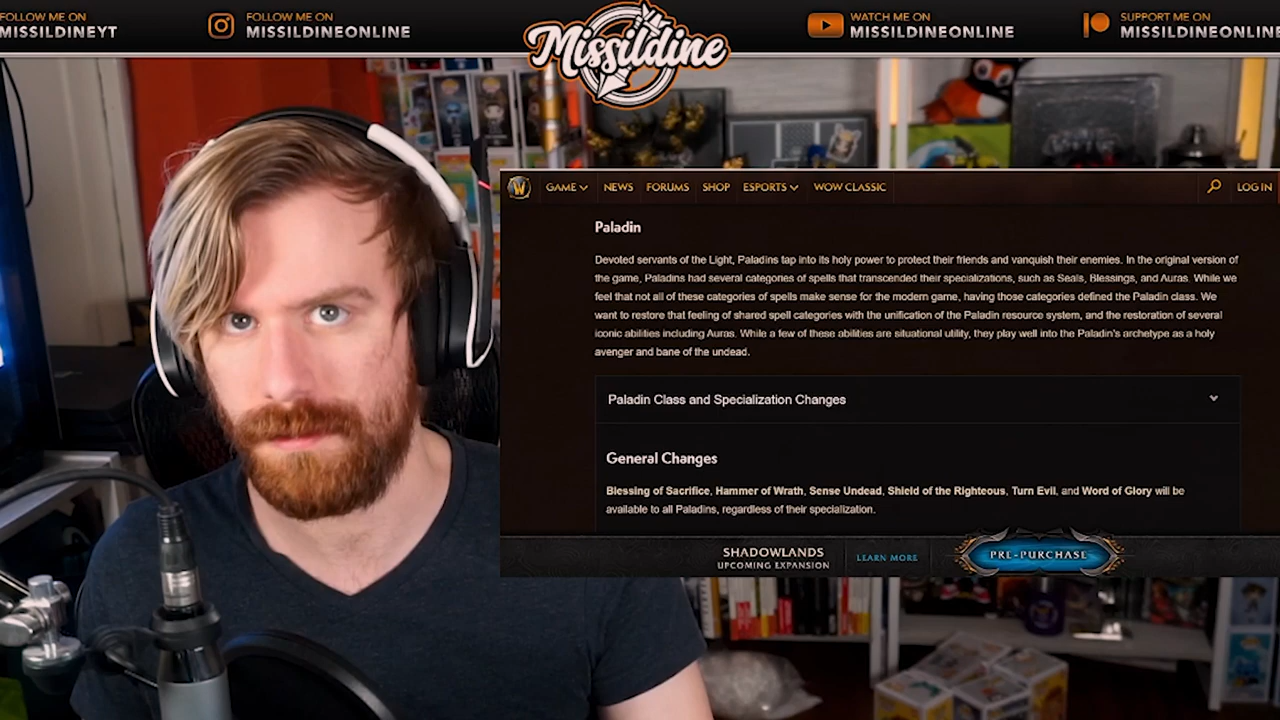 FOLLOW ME ON
MISSILDINEYT
FOLLOW ME ON
MISSILDINEONLINE
Missildine
WATCH ME ON
MISSILDINEONLINE
SUPPORT ME ON
MISSILDINEONLINE
W GAME NEWS FORUMS SHOP ESPORTS WOW CLASSIC LOG IN
Paladin
Devoted servants of the Light, Paladins tap into its holy power to protect their friends and vanquish their enemies. In the original version of
the game, Paladins had several categories of spells that transcended their specializations, such as Seals, Blessings, and Auras. While we
feel that not all of these categories of spells make sense for the modern game, having those categories defined the Paladin class. We
want to restore that feeling of shared spell categories with the unification of the Paladin resource system, and the restoration of several
iconic abilities including Auras. While a few of these abilities are situational utility, they play well into the Paladin's archetype as a holy
avenger and bane of the undead.
Paladin Class and Specialization Changes
General Changes
Blessing of Sacrifice, Hammer of Wrath, Sense Undead, Shield of the Righteous, Turn Evil, and Word of Glory will be
available to all Paladins, regardless of their specialization.
SHADOWLANDS
UPCOMING EXPANSION
LEARN MORE
PRE-PURCHASE